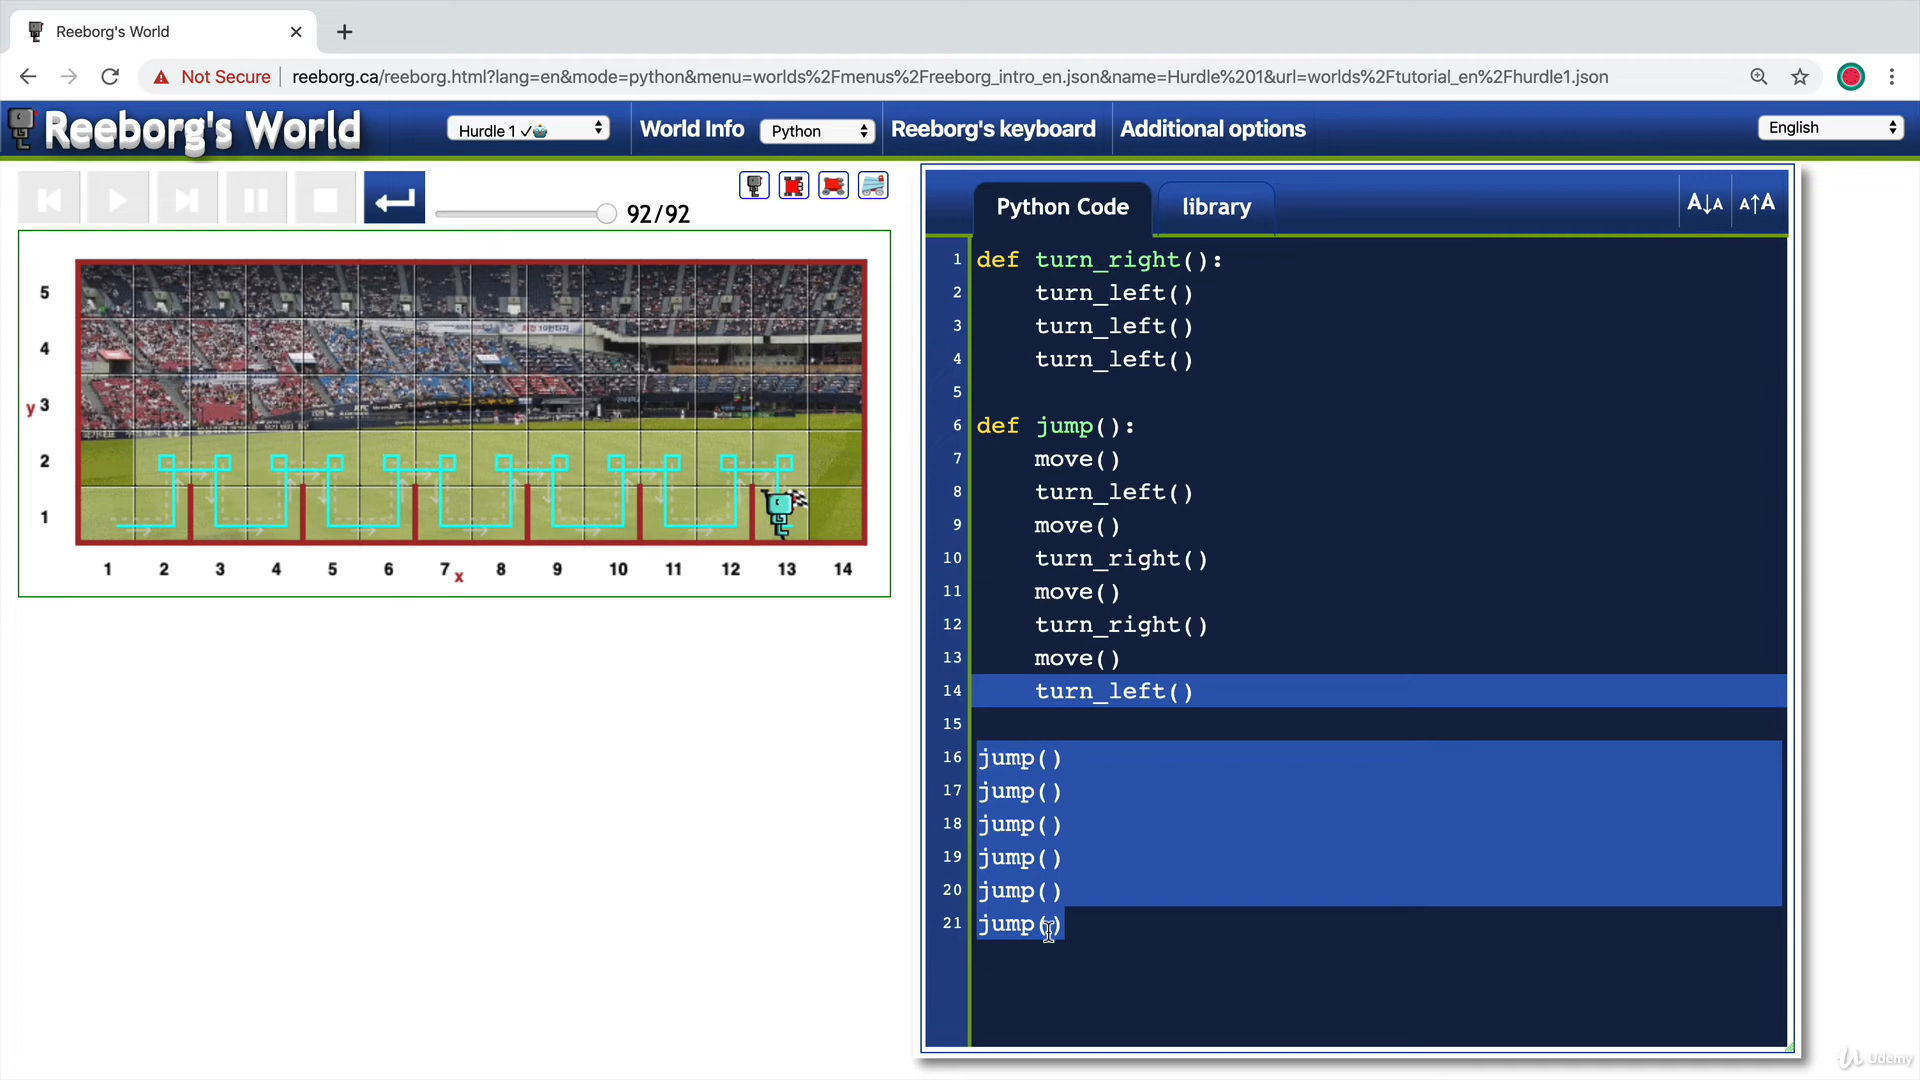 Reeborg's World
Not Secure
reeborg.ca/reeborg.html?lang=en&mode=python&menu=worlds%2Fmenus%2Freeborg_intro_en.json&name=Hurdle%201&url=worlds%2Ftutorial_en%2Fhurdle1.json
Reeborg's World
Hurdle 1
World Info
Python
Reeborg's keyboard
Additional options
English
92/92
5
4
y 3
2
1
1 2 3 4 5 6 7 x 8 9 10 11 12 13 14
Python Code
library
A↓A
A↑A
1 def turn_right():
2 turn_left()
3 turn_left()
4 turn_left()
5
6 def jump():
7 move()
8 turn_left()
9 move()
10 turn_right()
11 move()
12 turn_right()
13 move()
14 turn_left()
15
16 jump()
17 jump()
18 jump()
19 jump()
20 jump()
21 jump()
Udemy